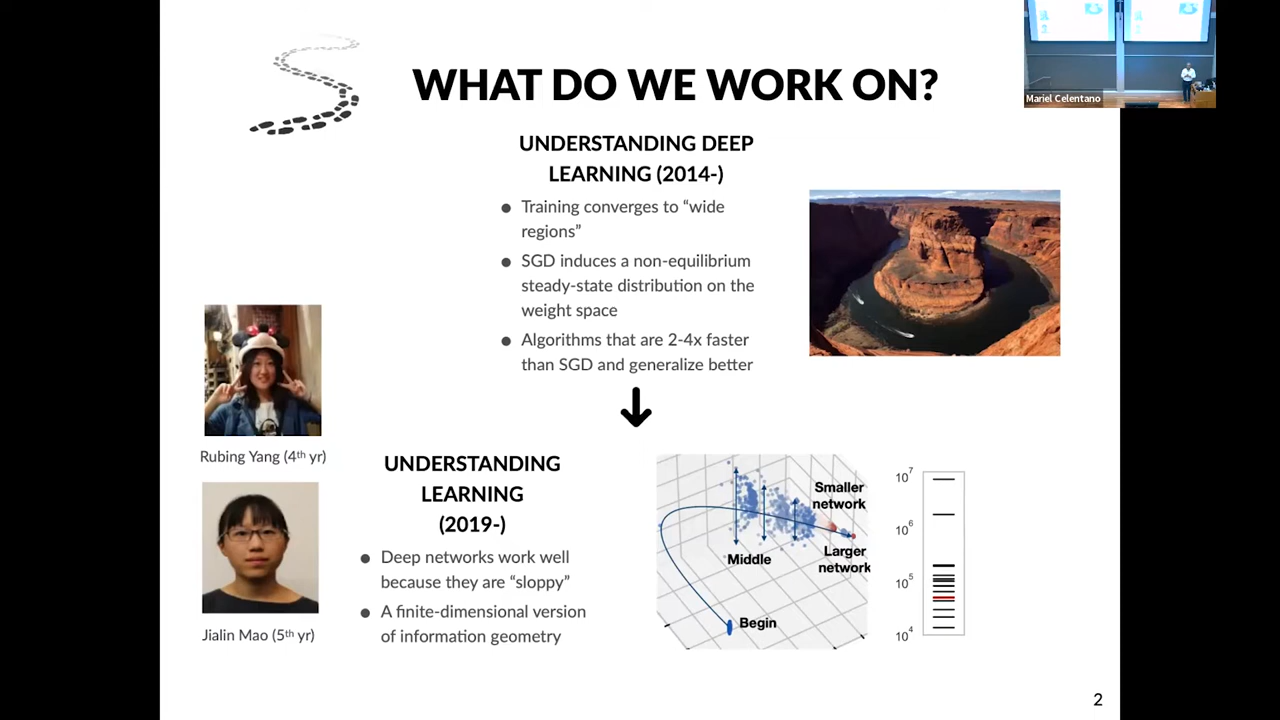 WHAT DO WE WORK ON?
Mariel Celentano
UNDERSTANDING DEEP
LEARNING (2014-)
● Training converges to “wide
regions”
● SGD induces a non-equilibrium
steady-state distribution on the
weight space
● Algorithms that are 2-4x faster
than SGD and generalize better
Rubing Yang (4th yr)
Jialin Mao (5th yr)
UNDERSTANDING
LEARNING
(2019-)
● Deep networks work well
because they are “sloppy”
● A finite-dimensional version
of information geometry
Smaller
network
Middle
Larger
network
Begin
10⁷
10⁶
10⁵
10⁴
2